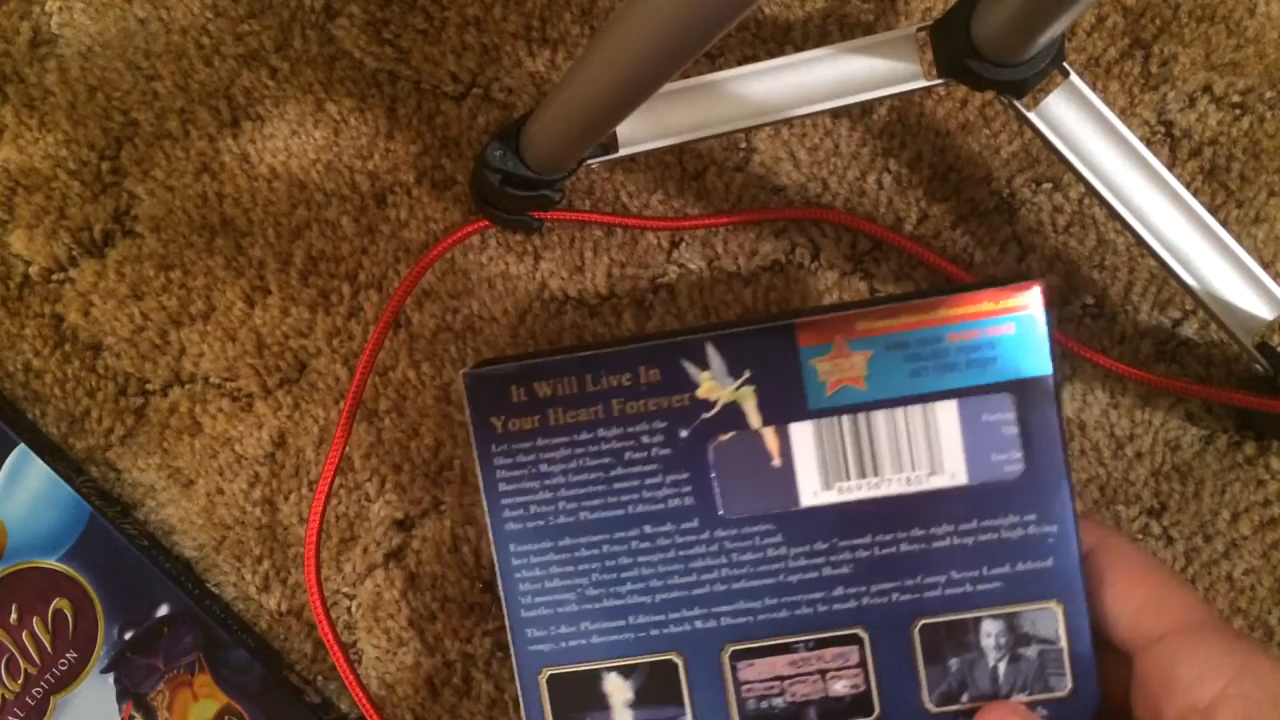 It Will Live In
Your Heart Forever
Let your dreams take flight with the
film that taught us to believe, Walt
Disney's Magical Classic, Peter Pan.
Bursting with fantasy, adventure,
memorable characters, music and pixie
dust, Peter Pan soars to new heights in
this new 2-disc Platinum Edition DVD!
Fantastic adventures await Wendy and
her brothers when Peter Pan, the hero of their stories,
whisks them away to the magical world of Never Land.
After following Peter and his feisty sidekick Tinker Bell past the "second star to the right and straight on
'til morning," they explore the island and Peter's secret hideout with the Lost Boys, and leap into high-flying
battles with swashbuckling pirates and the infamous Captain Hook!
This 2-disc Platinum Edition includes something for everyone: all-new games in Camp Never Land, deleted
songs, a new discovery — in which Walt Disney reveals why he made Peter Pan — and much more.
AL EDITION